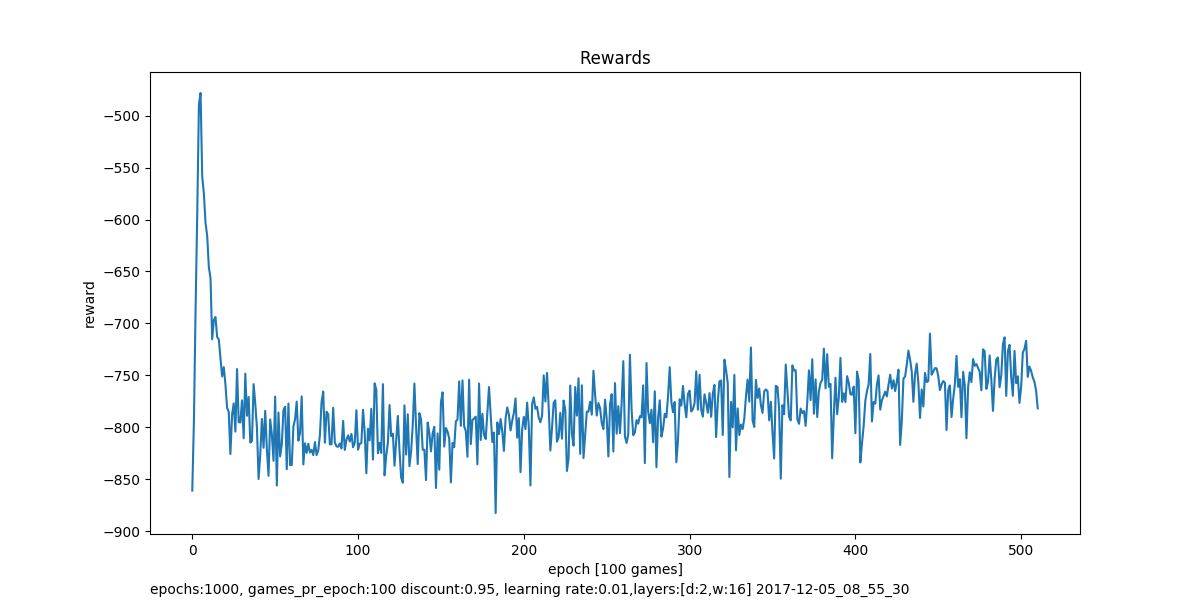 Rewards
−500
−550
−600
−650
−700
−750
−800
−850
−900
reward
0 100 200 300 400 500
epoch [100 games]
epochs:1000, games_pr_epoch:100 discount:0.95, learning rate:0.01,layers:[d:2,w:16] 2017-12-05_08_55_30